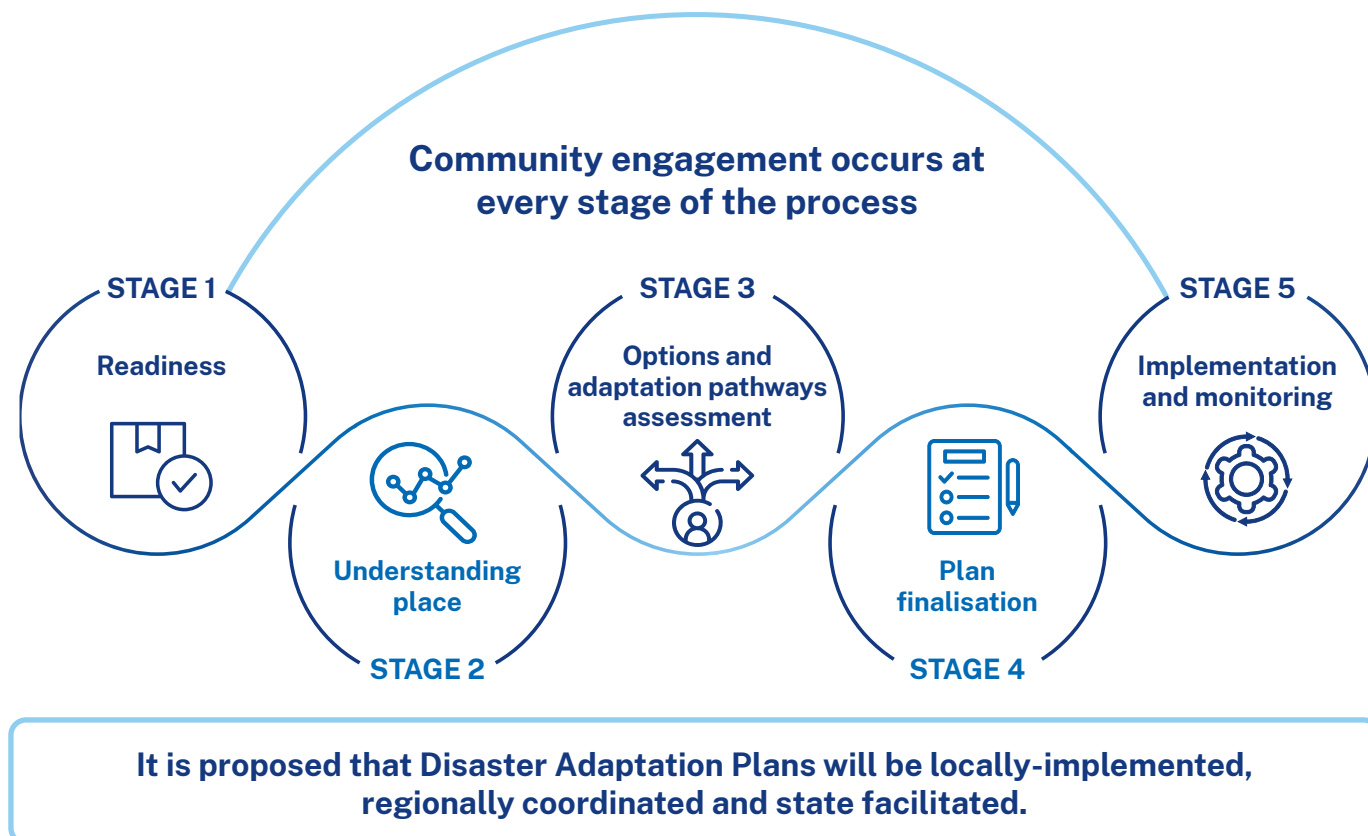 Community engagement occurs at
every stage of the process
STAGE 1
Readiness
Understanding
place
STAGE 2
STAGE 3
Options and
adaptation pathways
assessment
Plan
finalisation
STAGE 4
STAGE 5
Implementation
and monitoring
It is proposed that Disaster Adaptation Plans will be locally-implemented,
regionally coordinated and state facilitated.